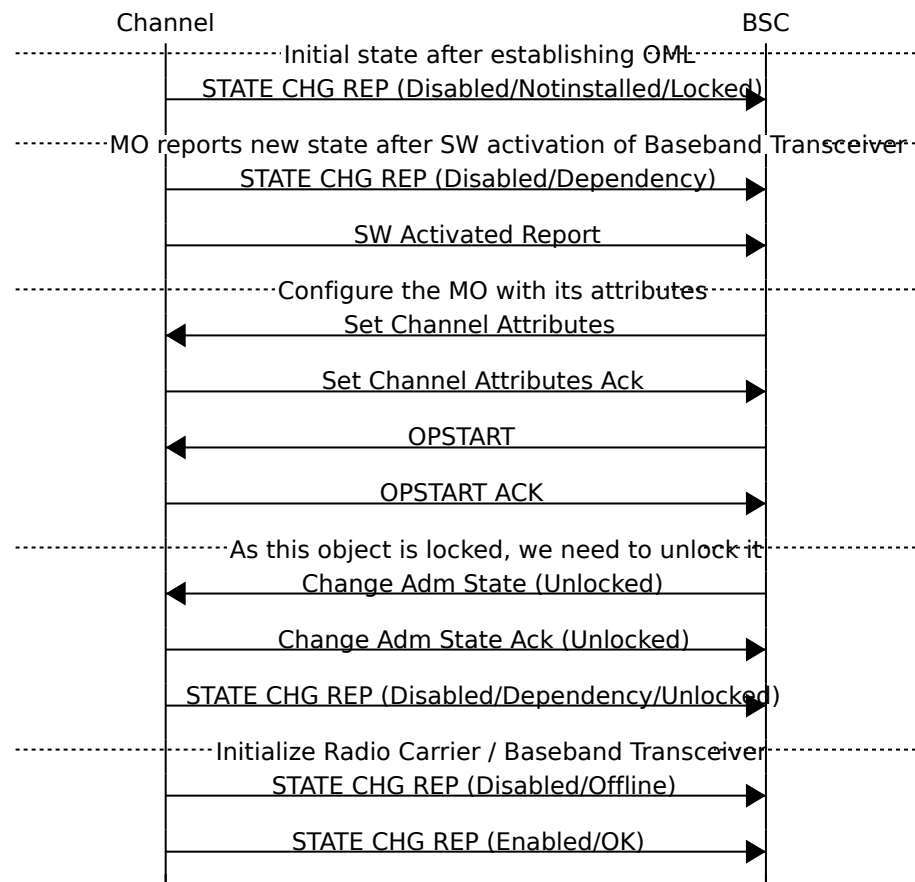 Channel BSC
Initial state after establishing OML
STATE CHG REP (Disabled/Notinstalled/Locked)
MO reports new state after SW activation of Baseband Transceiver
STATE CHG REP (Disabled/Dependency)
SW Activated Report
Configure the MO with its attributes
Set Channel Attributes
Set Channel Attributes Ack
OPSTART
OPSTART ACK
As this object is locked, we need to unlock it
Change Adm State (Unlocked)
Change Adm State Ack (Unlocked)
STATE CHG REP (Disabled/Dependency/Unlocked)
Initialize Radio Carrier / Baseband Transceiver
STATE CHG REP (Disabled/Offline)
STATE CHG REP (Enabled/OK)